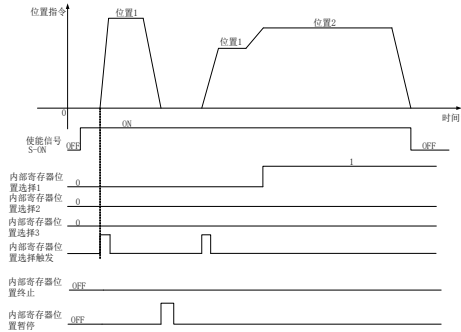 位置指令
位置1
位置1
位置2
0
时间
使能信号
S-ON
OFF
ON
OFF
内部寄存器位
置选择1
0
1
内部寄存器位
置选择2
0
内部寄存器位
置选择3
0
内部寄存器位
置选择触发
内部寄存器位
置终止
OFF
内部寄存器位
置暂停
OFF